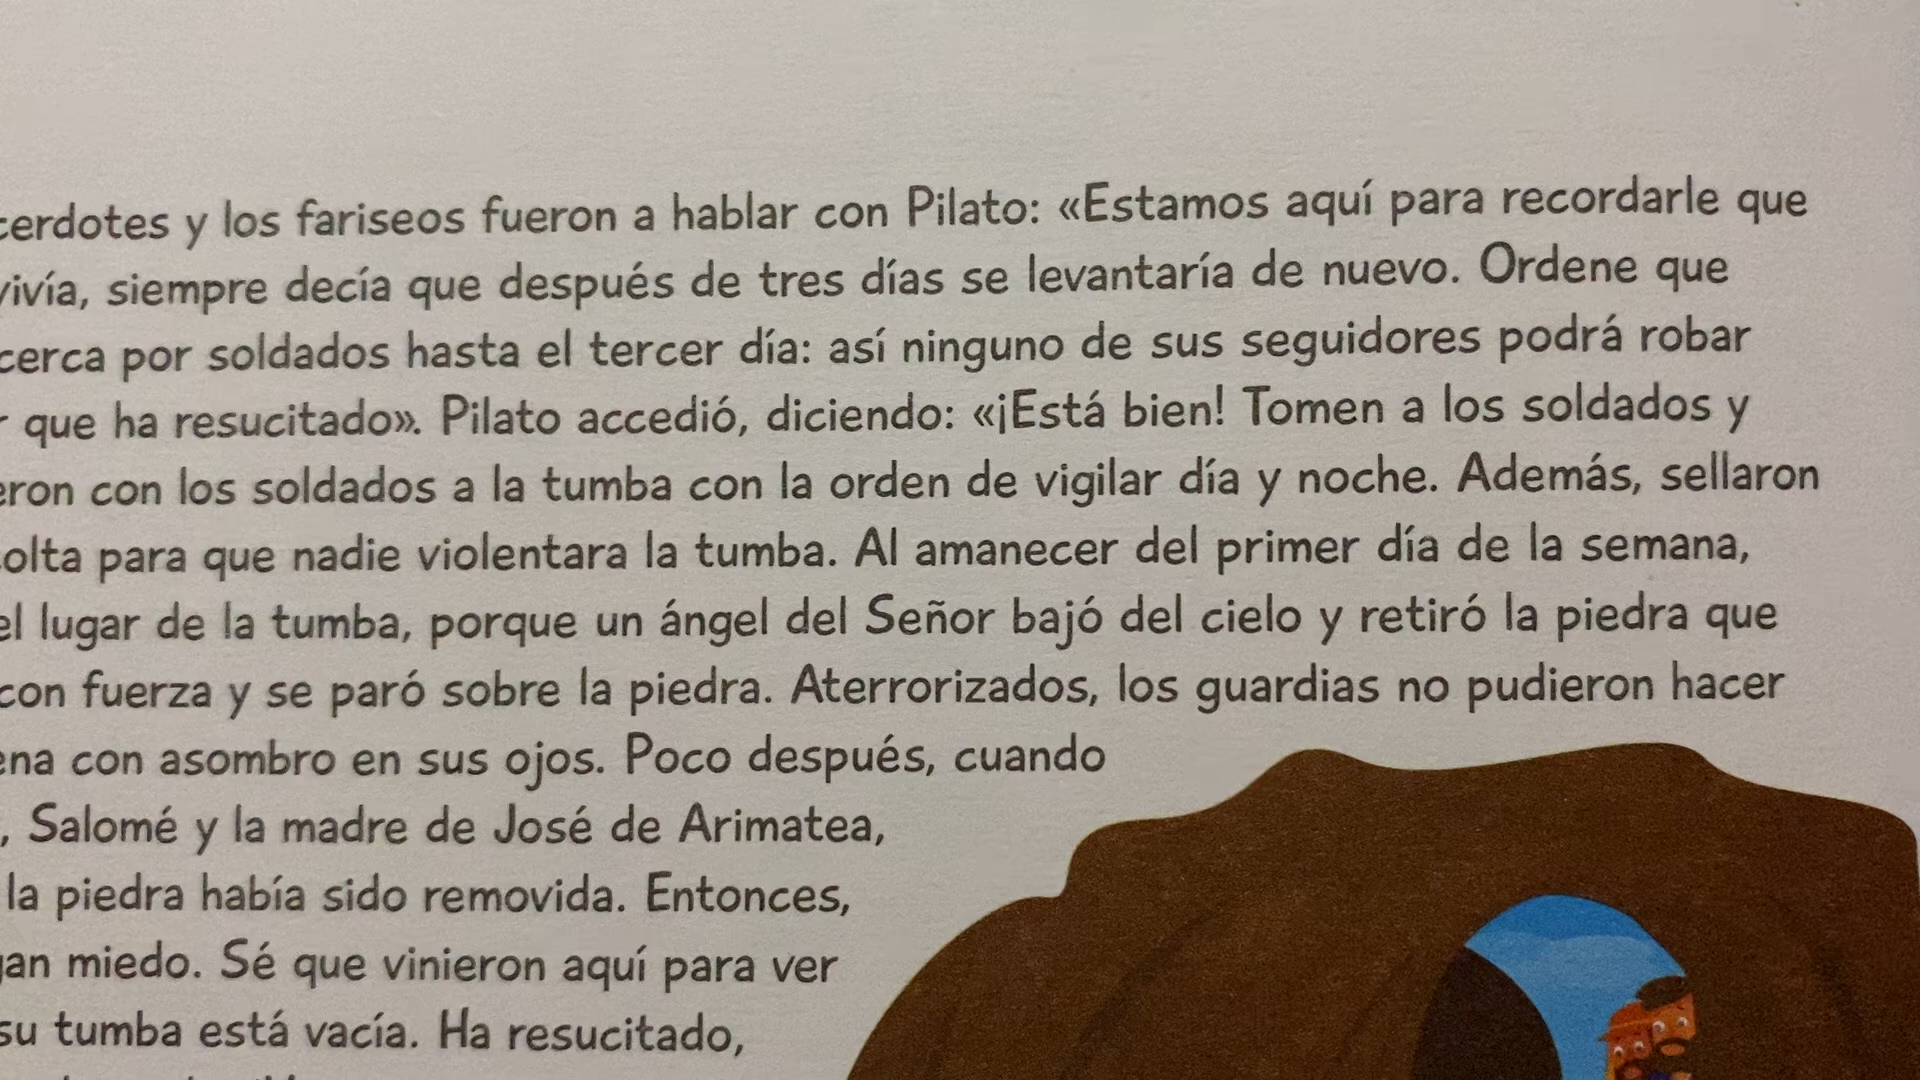 y los fariseos fueron a hablar con Pilato: «Estamos aquí para recordarle que
siempre decía que después de tres días se levantaría de nuevo. Ordene que
cerca por soldados hasta el tercer día: así ninguno de sus seguidores podrá robar
que ha resucitado». Pilato accedió, diciendo: «¡Está bien! Tomen a los soldados y
con los soldados a la tumba con la orden de vigilar día y noche. Además, sellaron
para que nadie violentara la tumba. Al amanecer del primer día de la semana,
el lugar de la tumba, porque un ángel del Señor bajó del cielo y retiró la piedra que
con fuerza y se paró sobre la piedra. Aterrorizados, los guardias no pudieron hacer
con asombro en sus ojos. Poco después, cuando
, Salomé y la madre de José de Arimatea,
la piedra había sido removida. Entonces,
miedo. Sé que vinieron aquí para ver
su tumba está vacía. Ha resucitado,